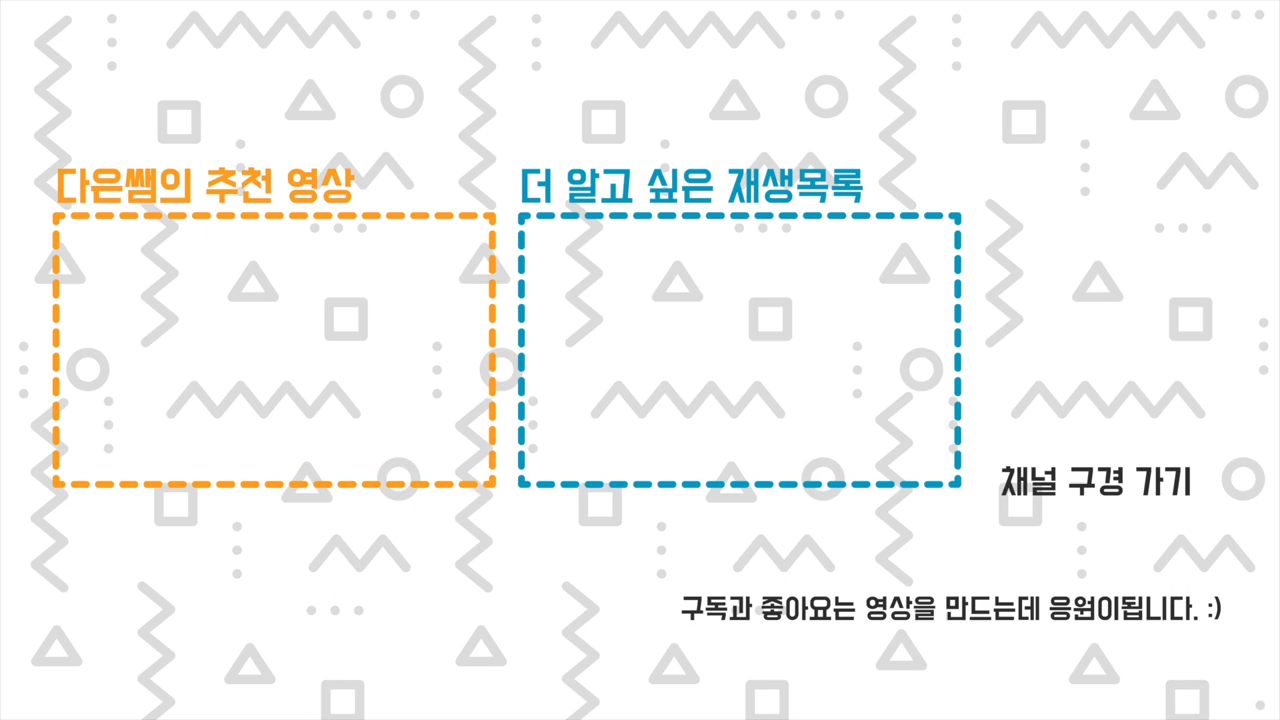 다은쌤의 추천 영상
더 알고 싶은 재생목록
채널 구경 가기
구독과 좋아요는 영상을 만드는데 응원이됩니다. :)